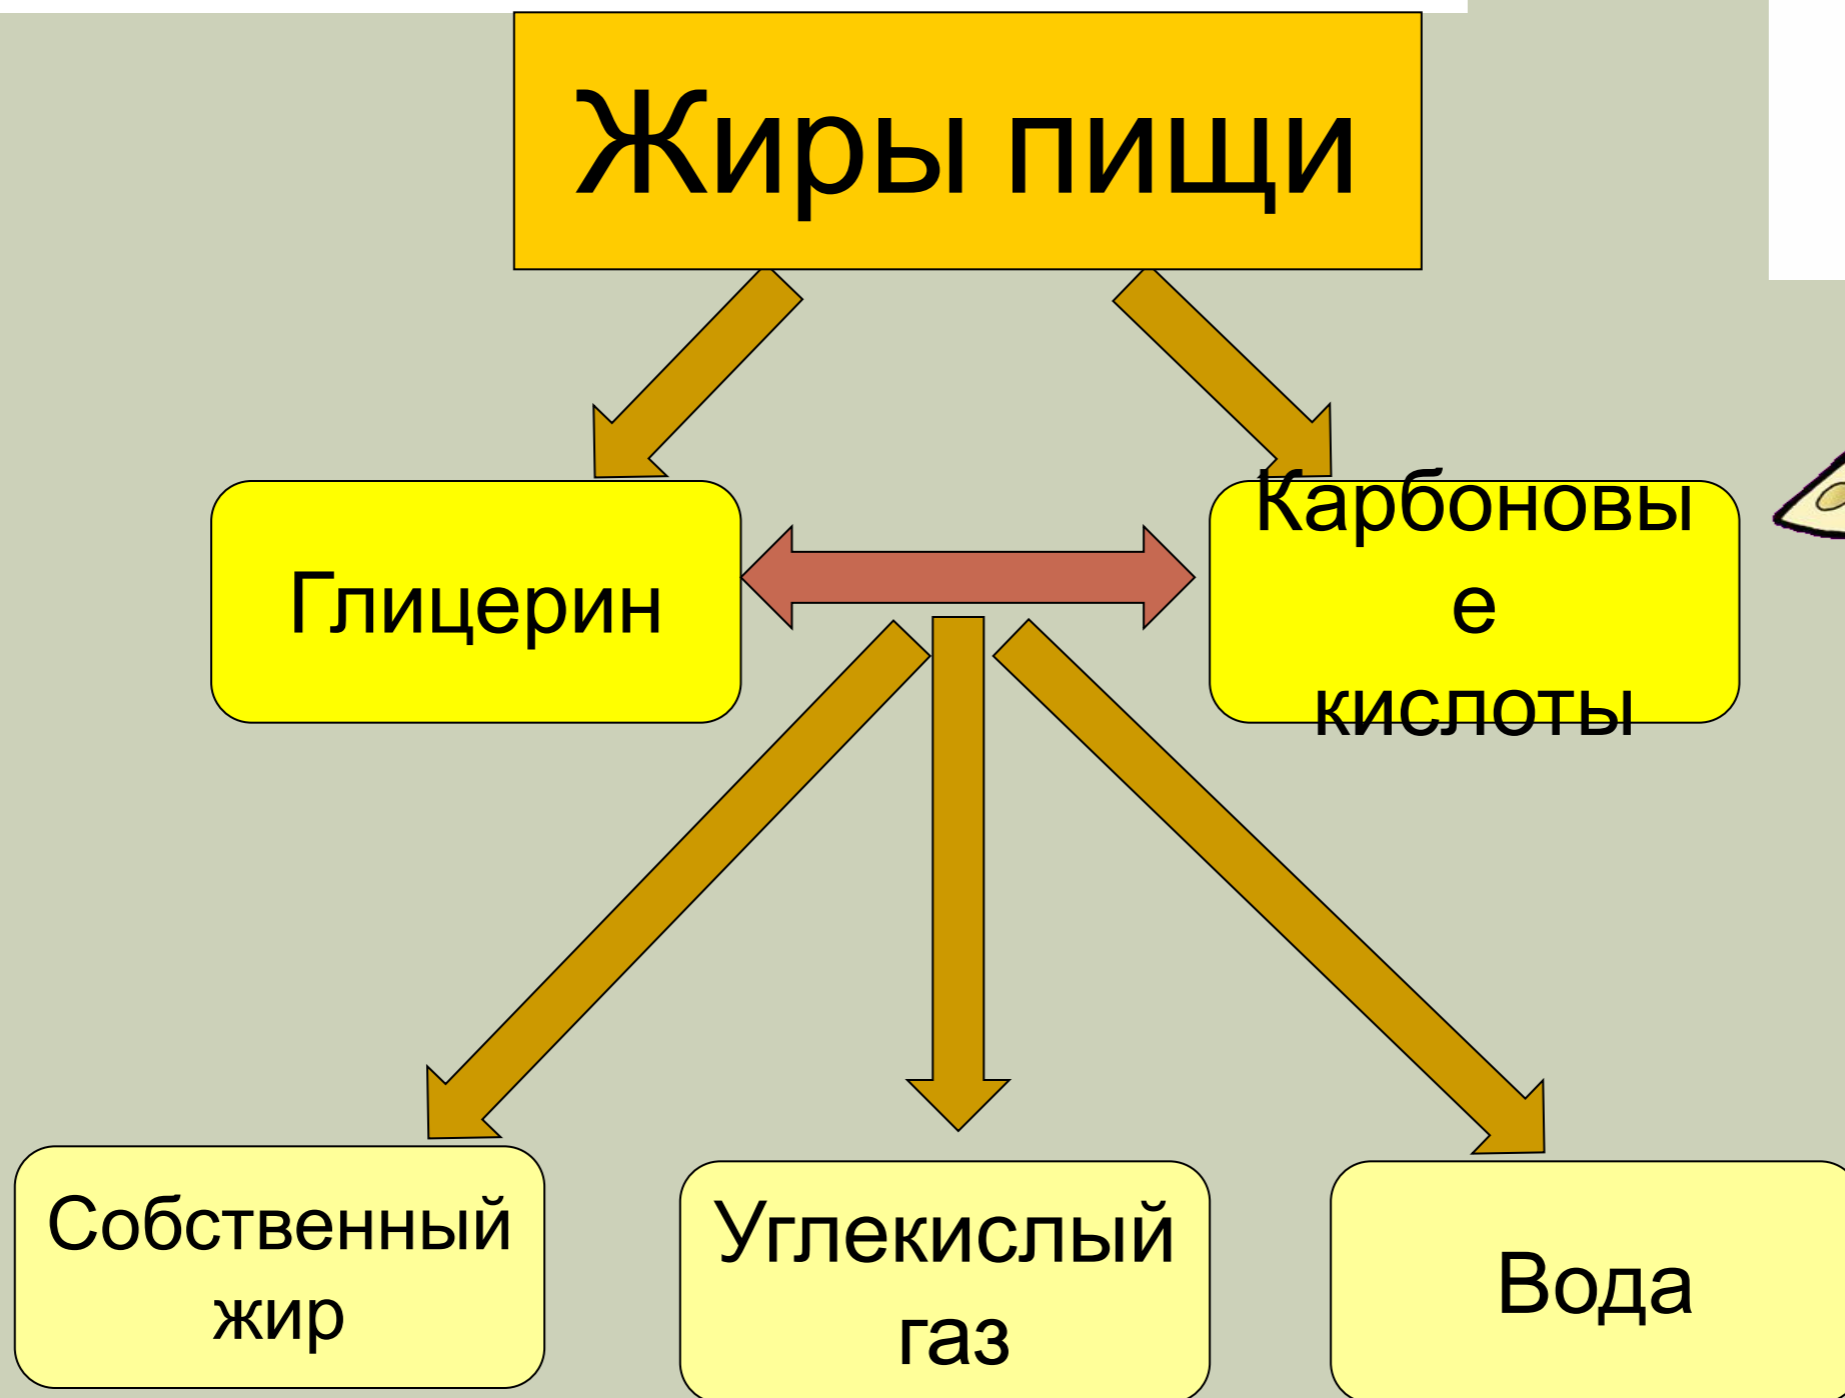 Жиры пищи
Глицерин
Карбоновы
е
кислоты
Собственный
жир
Углекислый
газ
Вода